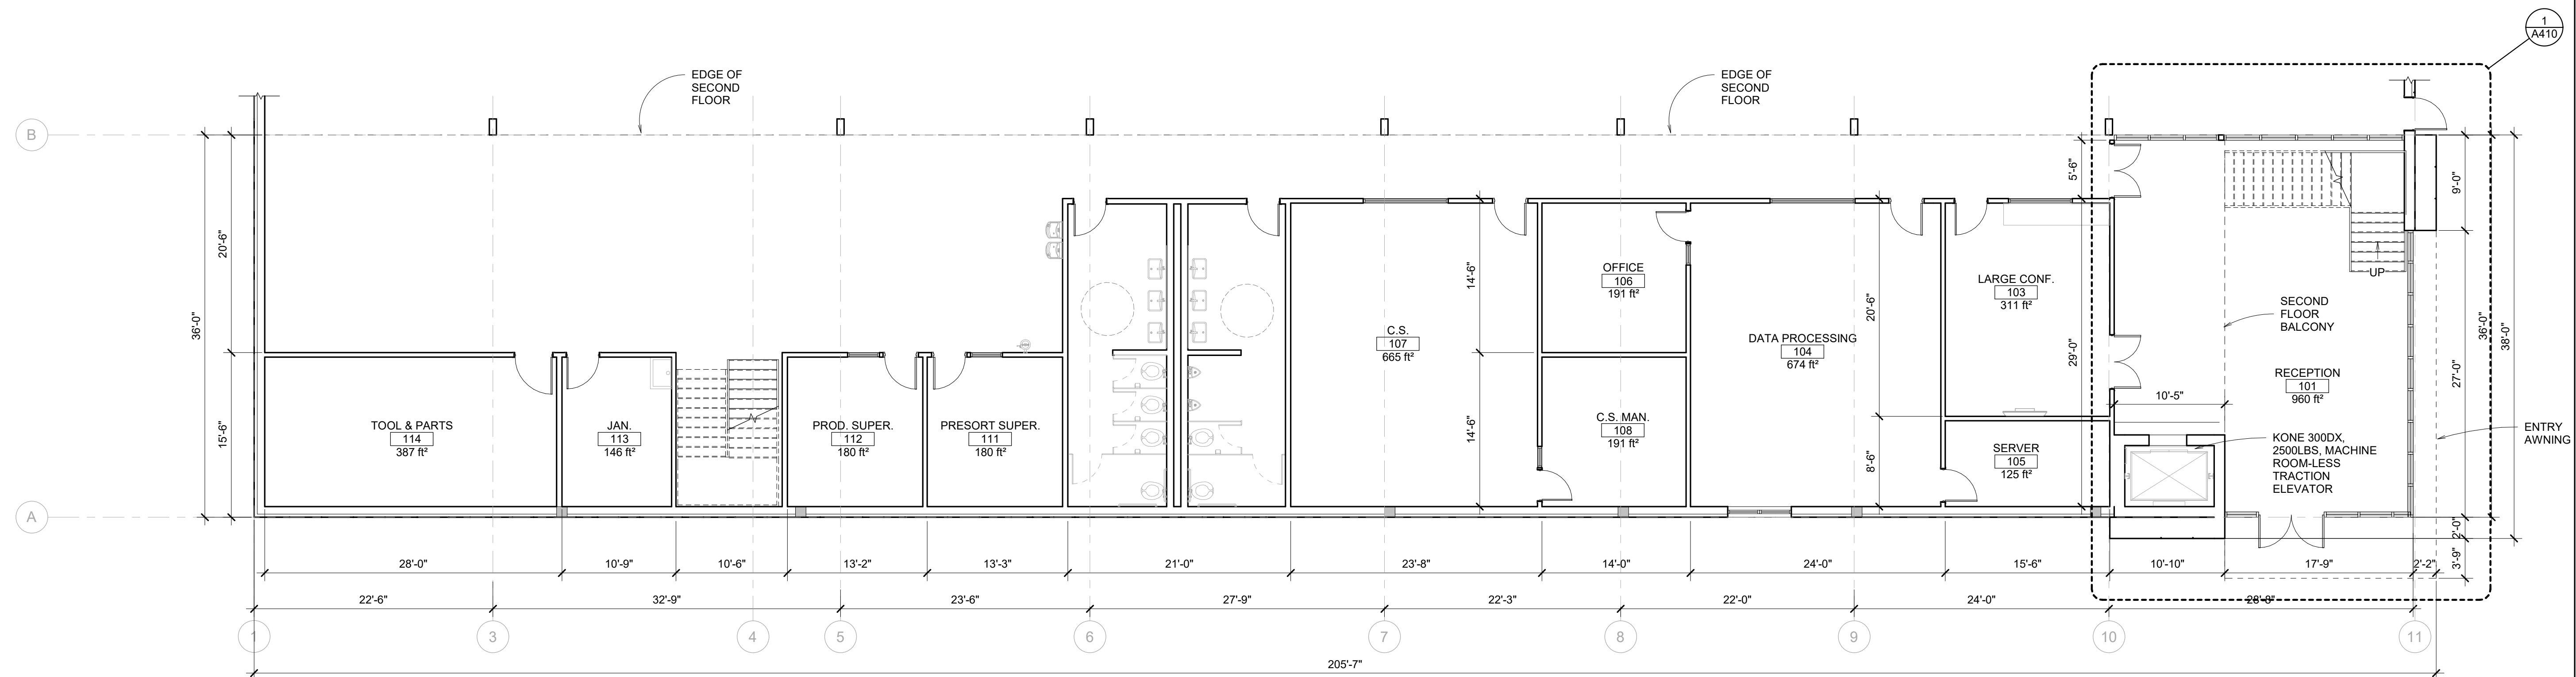 1
A410
EDGE OF
SECOND
FLOOR
EDGE OF
SECOND
FLOOR
B
5'-6"
9'-0"
20'-6"
36'-0"
15'-6"
14'-6"
14'-6"
20'-6"
8'-6"
29'-0"
36'-0"
38'-0"
27'-0"
2'-0"
3'-9"
UP
OFFICE
106
191 ft²
LARGE CONF.
103
311 ft²
SECOND
FLOOR
BALCONY
C.S.
107
665 ft²
DATA PROCESSING
104
674 ft²
RECEPTION
101
960 ft²
10'-5"
TOOL & PARTS
114
387 ft²
JAN.
113
146 ft²
PROD. SUPER.
112
180 ft²
PRESORT SUPER.
111
180 ft²
C.S. MAN.
108
191 ft²
SERVER
105
125 ft²
KONE 300DX,
2500LBS, MACHINE
ROOM-LESS
TRACTION
ELEVATOR
ENTRY
AWNING
A
28'-0"
10'-9"
10'-6"
13'-2"
13'-3"
21'-0"
23'-8"
14'-0"
24'-0"
15'-6"
10'-10"
17'-9"
2'-2"
22'-6"
32'-9"
23'-6"
27'-9"
22'-3"
22'-0"
24'-0"
28'-8"
1
3
4
5
6
7
8
9
10
11
205'-7"